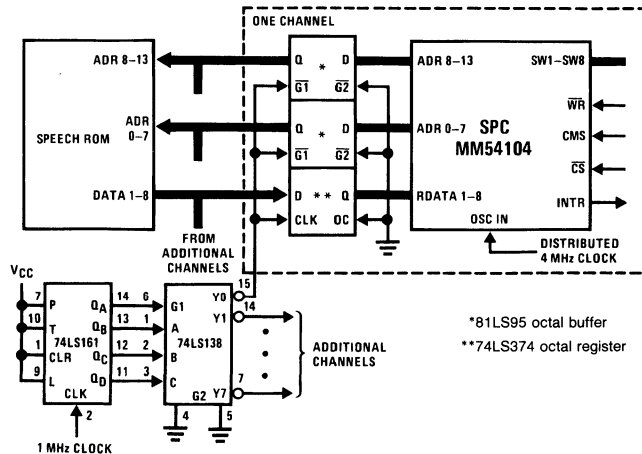 ONE CHANNEL
ADR 8-13
Q * D
ADR 8-13
SW1-SW8
G1 G2
WR
SPEECH ROM
ADR 0-7
Q * D
ADR 0-7
SPC MM54104
CMS
G1 G2
CS
DATA 1-8
D ** Q
RDATA 1-8
INTR
CLK OC
OSC IN
FROM ADDITIONAL CHANNELS
DISTRIBUTED 4 MHz CLOCK
VCC
7 P QA 14 6 G1 Y0 15
10 T QB 13 1 A Y1 14
74LS161
74LS138
1 CLR QC 12 2 B
ADDITIONAL CHANNELS
9 L QD 11 3 C Y7 7
CLK
G2
2
4 5
1 MHz CLOCK
*81LS95 octal buffer
**74LS374 octal register